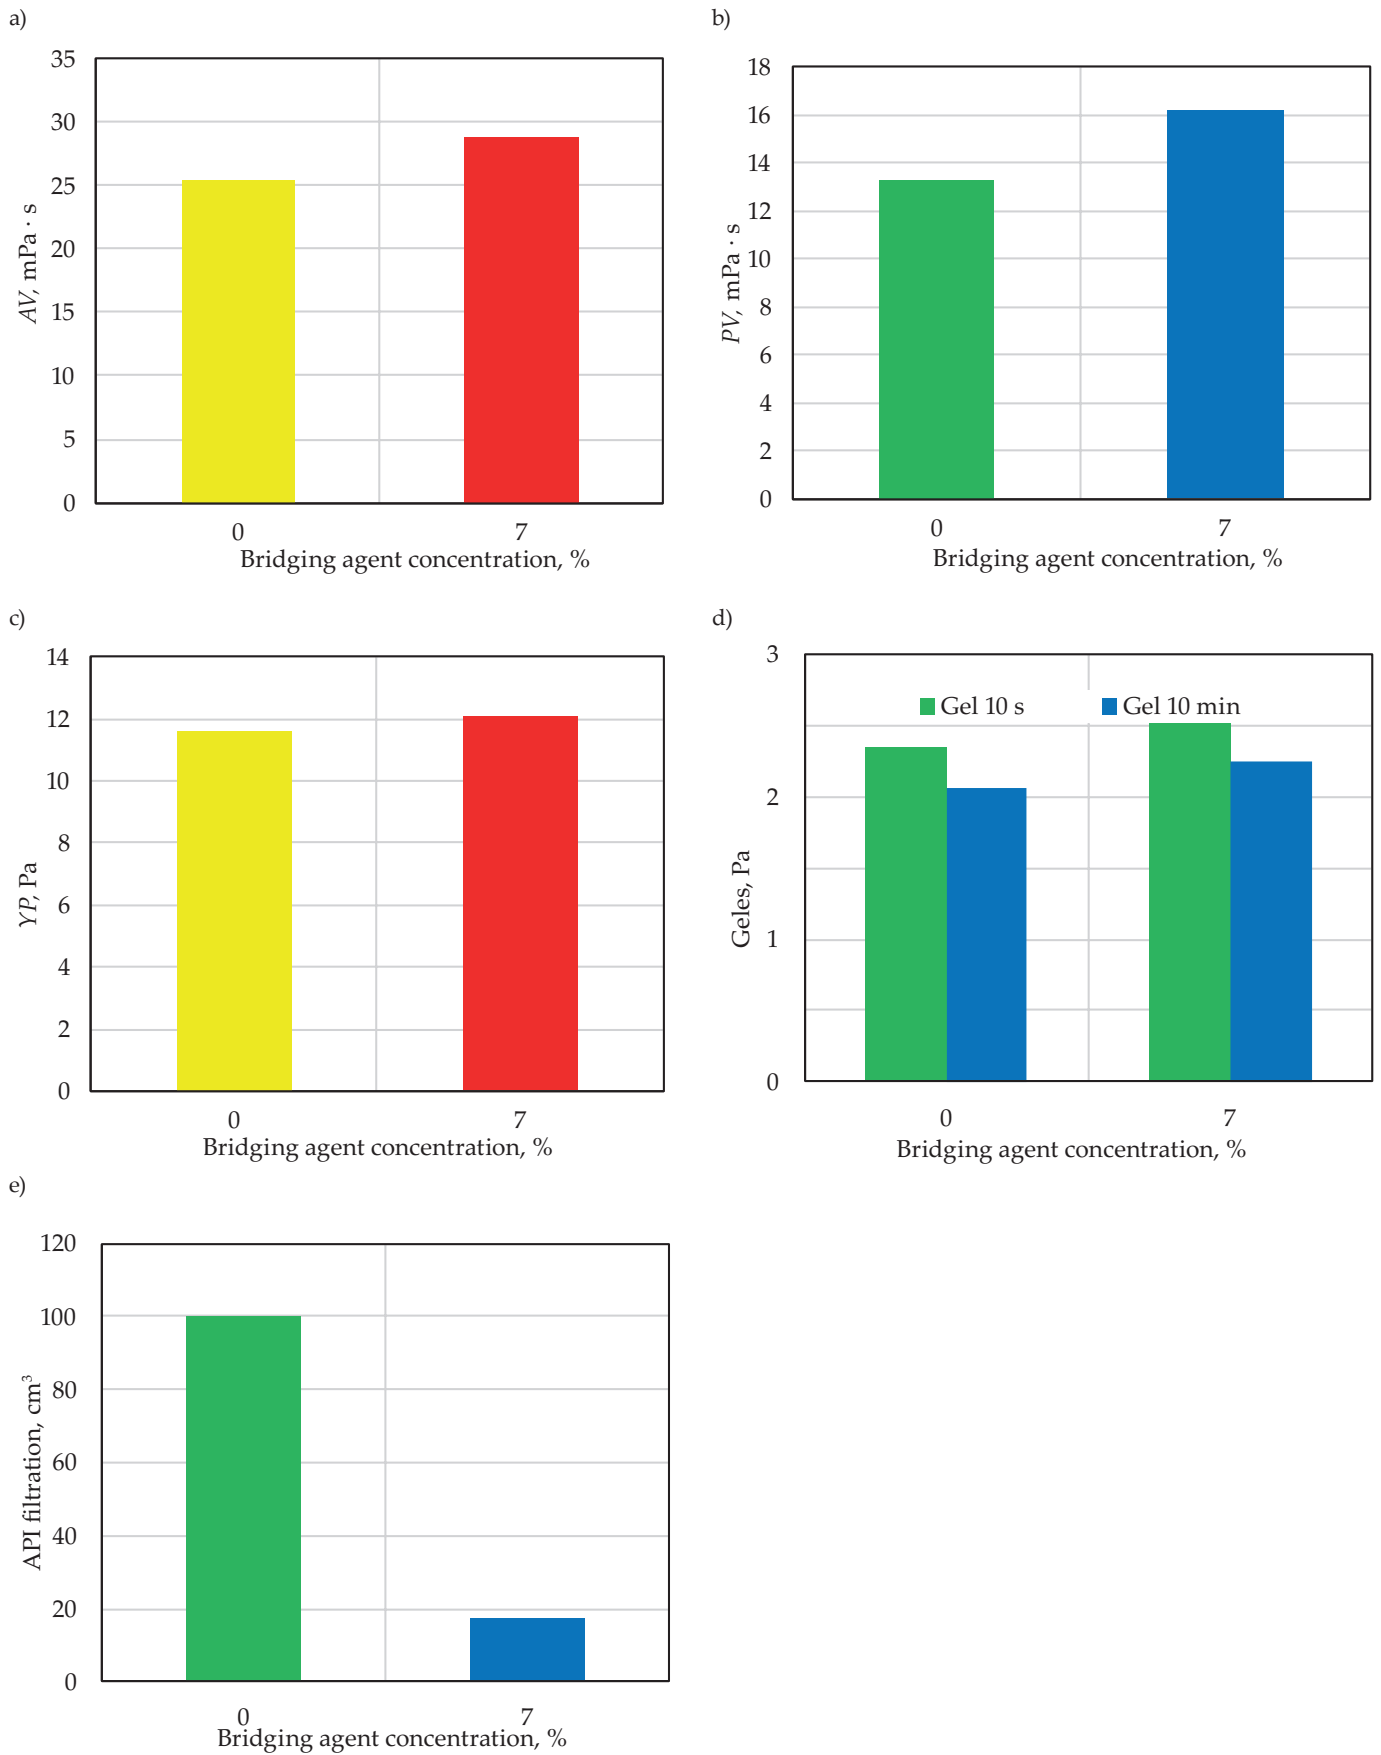 a)
35
30
25
20
15
10
5
0
AV, mPa · s
0 7
Bridging agent concentration, %
b)
18
16
14
12
10
8
6
4
2
0
PV, mPa · s
0 7
Bridging agent concentration, %
c)
14
12
10
8
6
4
2
0
YP, Pa
0 7
Bridging agent concentration, %
d)
3
2
1
0
Geles, Pa
Gel 10 s Gel 10 min
0 7
Bridging agent concentration, %
e)
120
100
80
60
40
20
0
API filtration, cm³
0 7
Bridging agent concentration, %